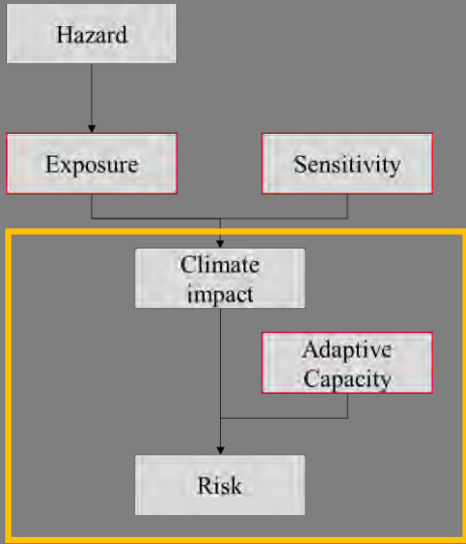 Hazard
Exposure
Sensitivity
Climate
impact
Adaptive
Capacity
Risk